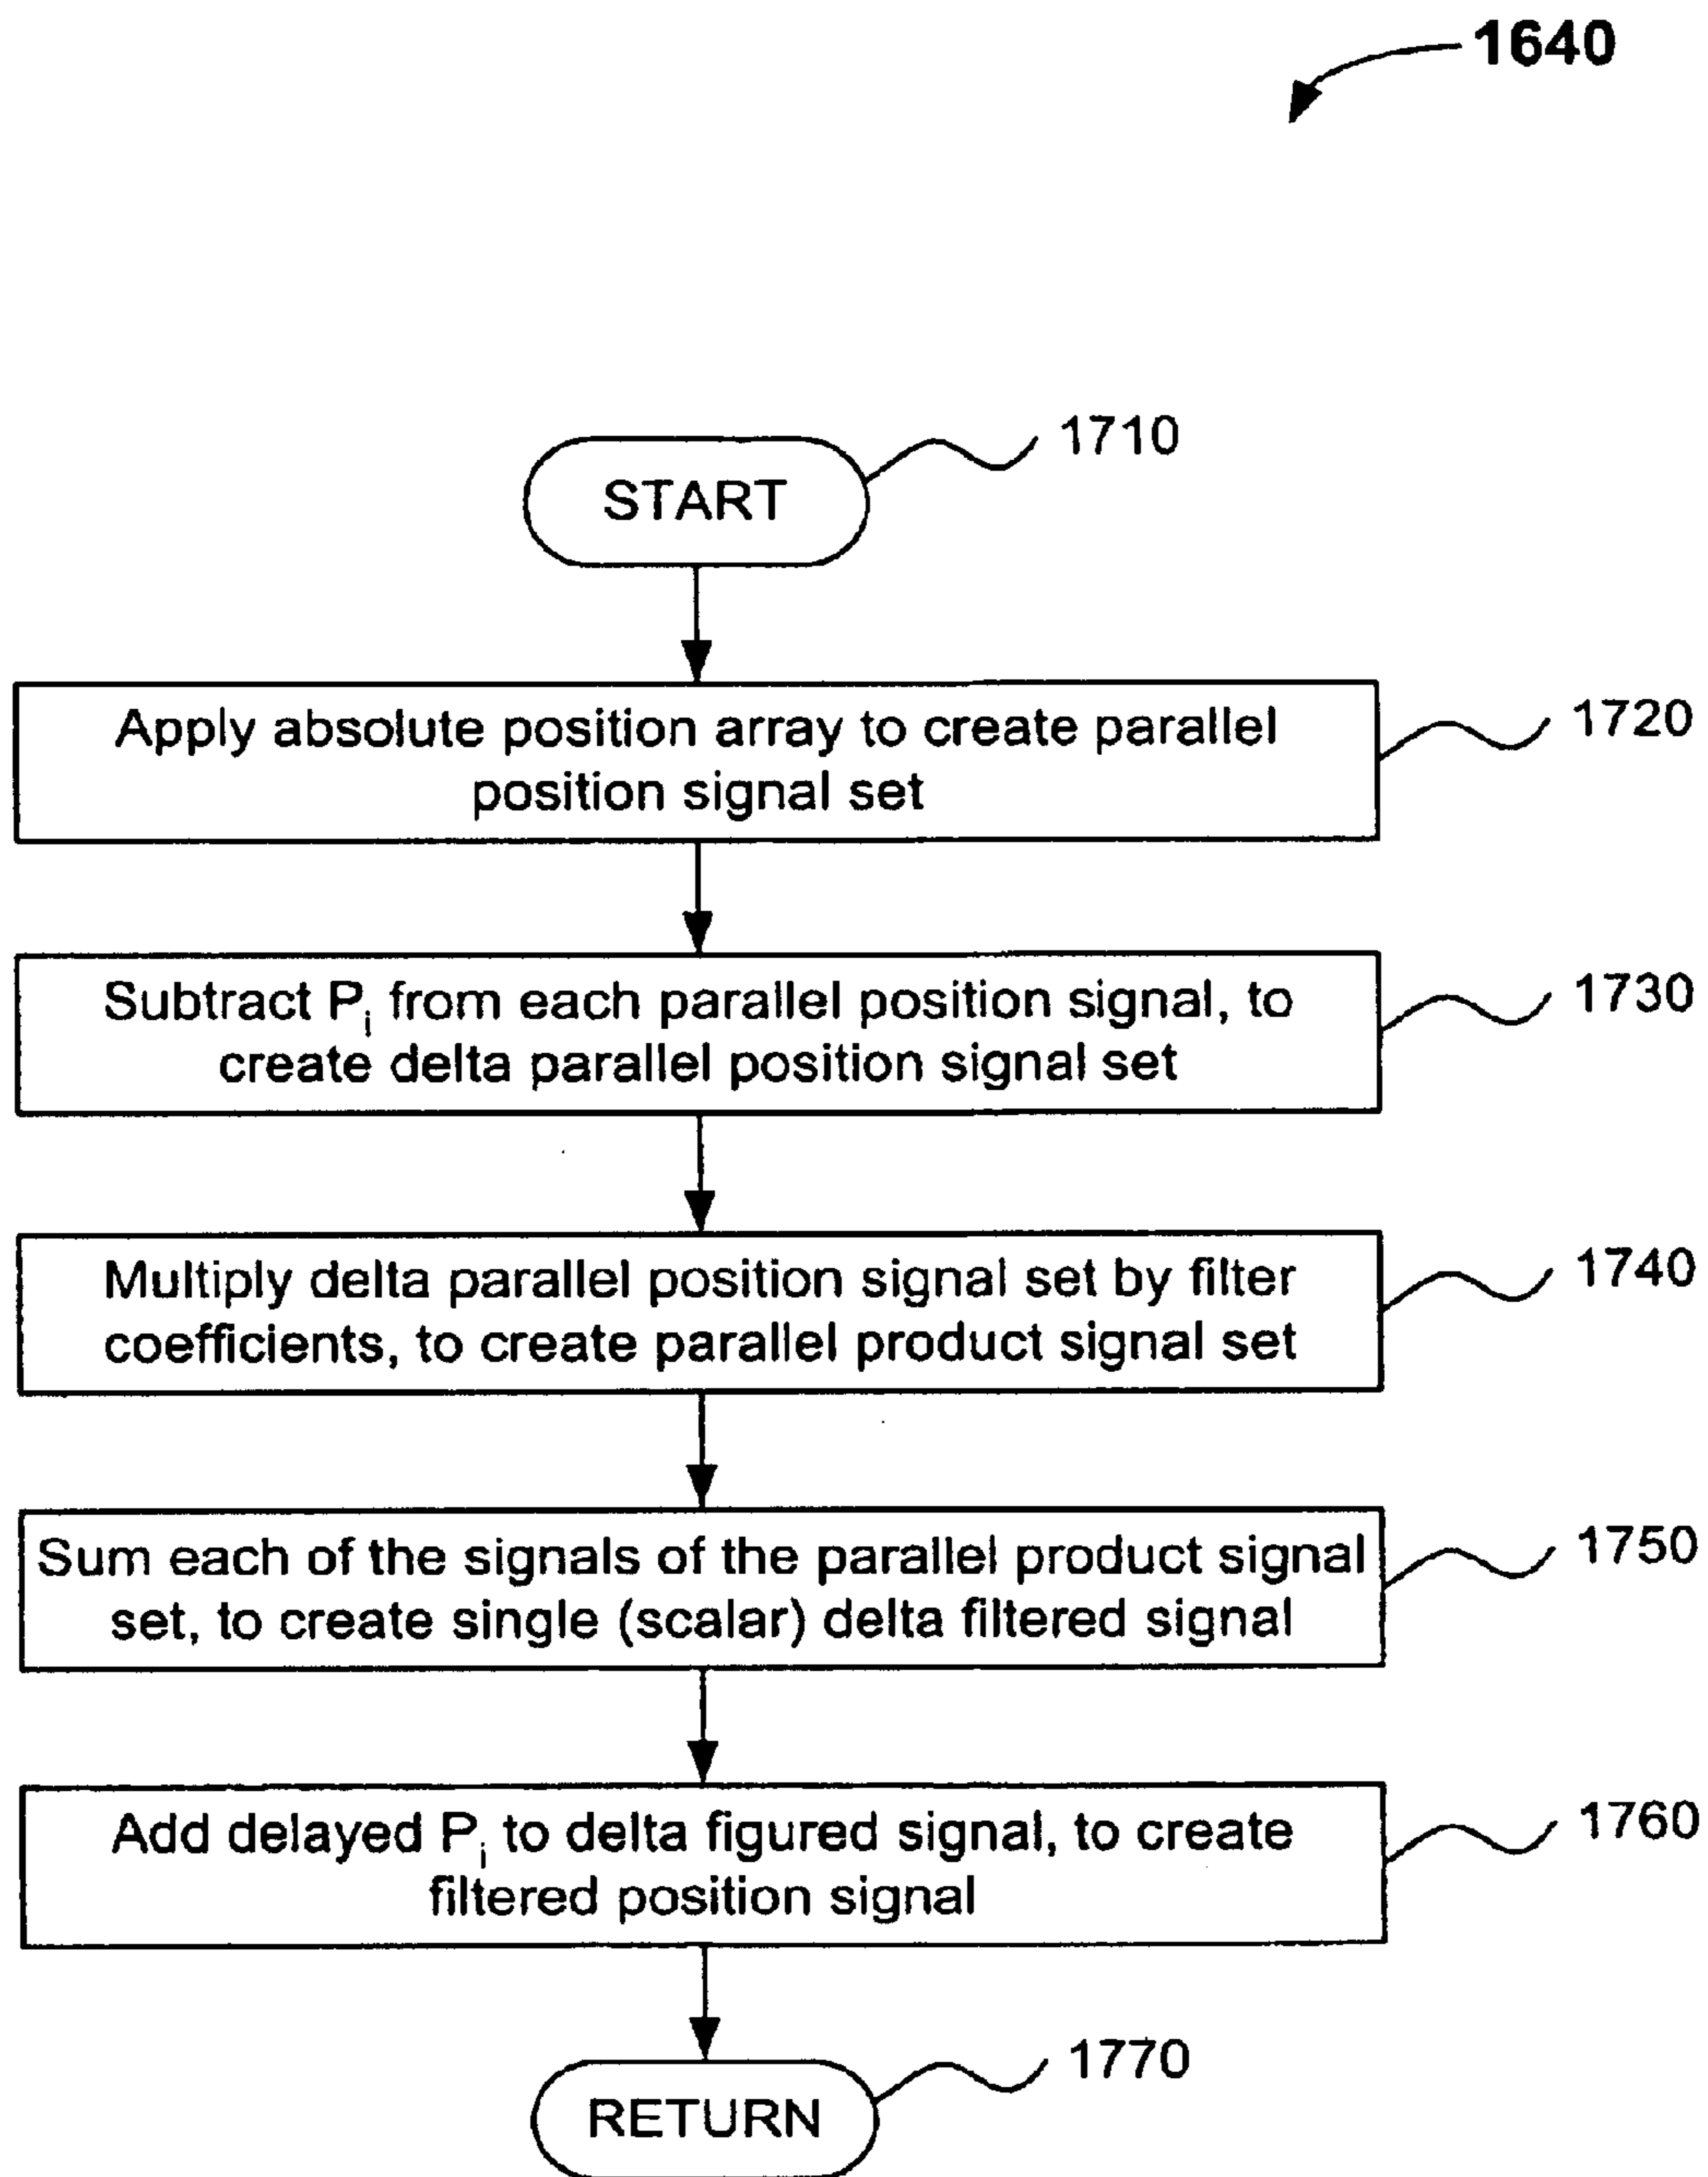 1640
1710
START
1720
Apply absolute position array to create parallel
position signal set
1730
Subtract Pi from each parallel position signal, to
create delta parallel position signal set
1740
Multiply delta parallel position signal set by filter
coefficients, to create parallel product signal set
1750
Sum each of the signals of the parallel product signal
set, to create single (scalar) delta filtered signal
1760
Add delayed Pi to delta figured signal, to create
filtered position signal
1770
RETURN